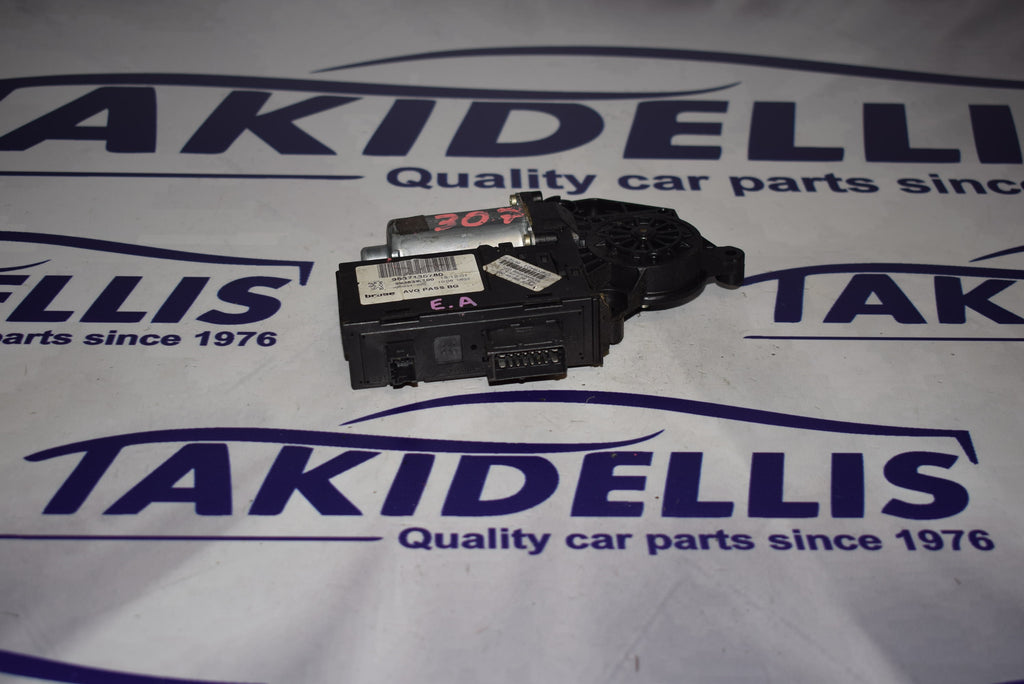 TAKIDELLIS
Quality car parts since
307
9637435780
brose
AVG PASS BG
E.A
parts since 1976
TAK
TAKIDELLIS
Quality car parts since 1976